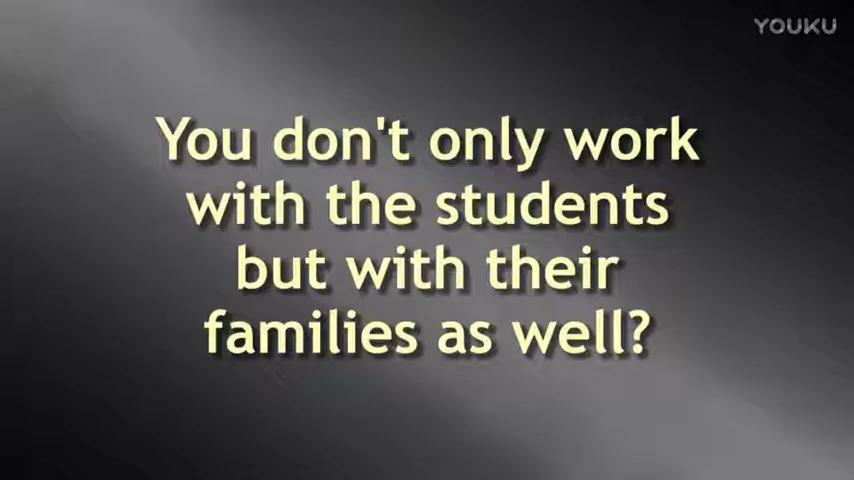 YOUKU
You don't only work
with the students
but with their
families as well?